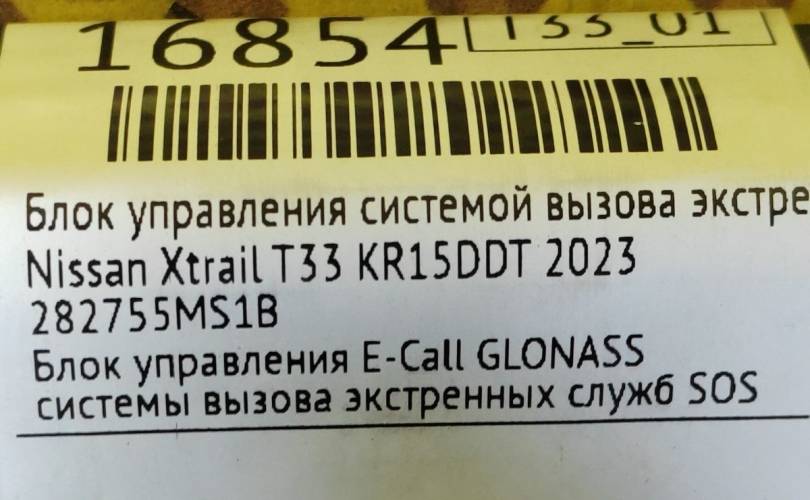 16854 T33_01
Блок управления системой вызова экстре
Nissan Xtrail T33 KR15DDT 2023
282755MS1B
Блок управления E-Call GLONASS
системы вызова экстренных служб SOS